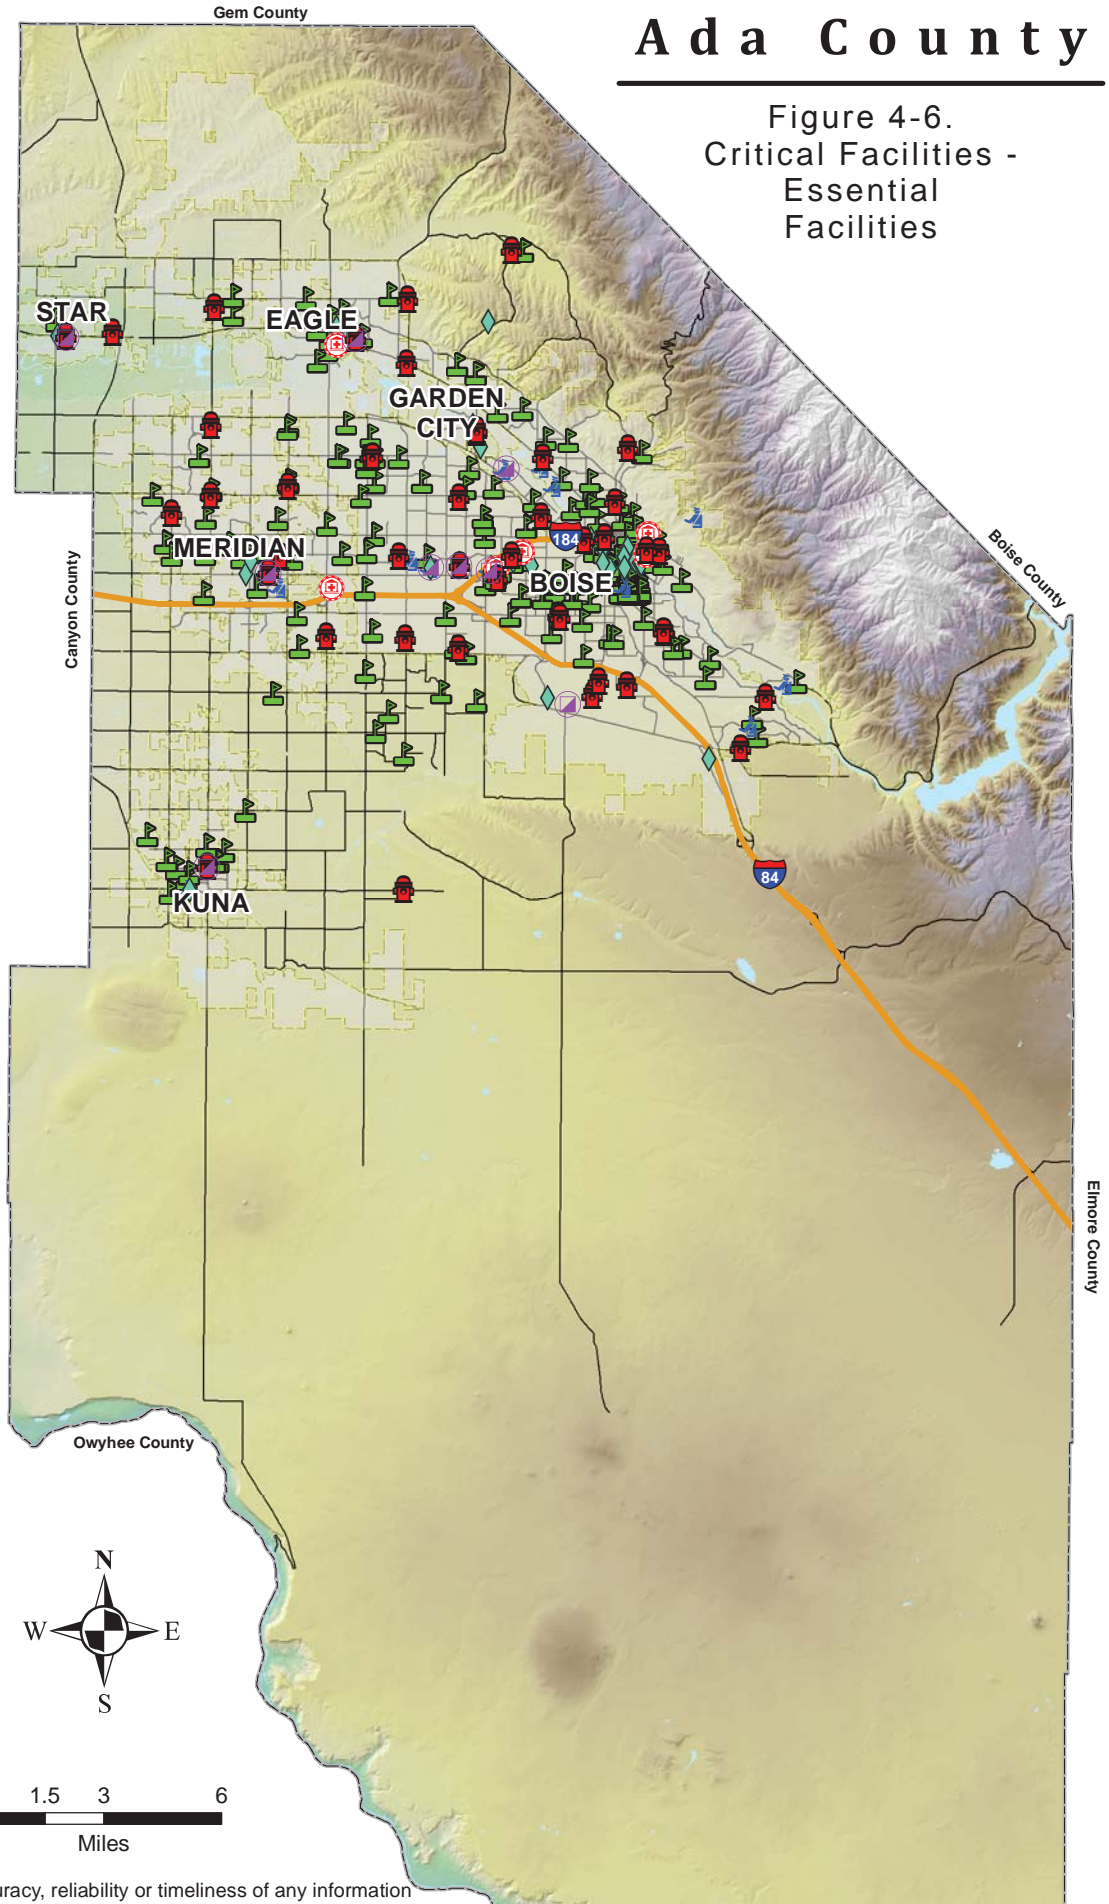 Gem County
Ada County
Figure 4-6.
Critical Facilities -
Essential
Facilities
STAR
EAGLE
GARDEN
CITY
184
MERIDIAN
BOISE
Boise County
Canyon County
84
KUNA
Elmore County
Owyhee County
N
W E
S
1.5 3 6
Miles
reliability or timeliness of any information